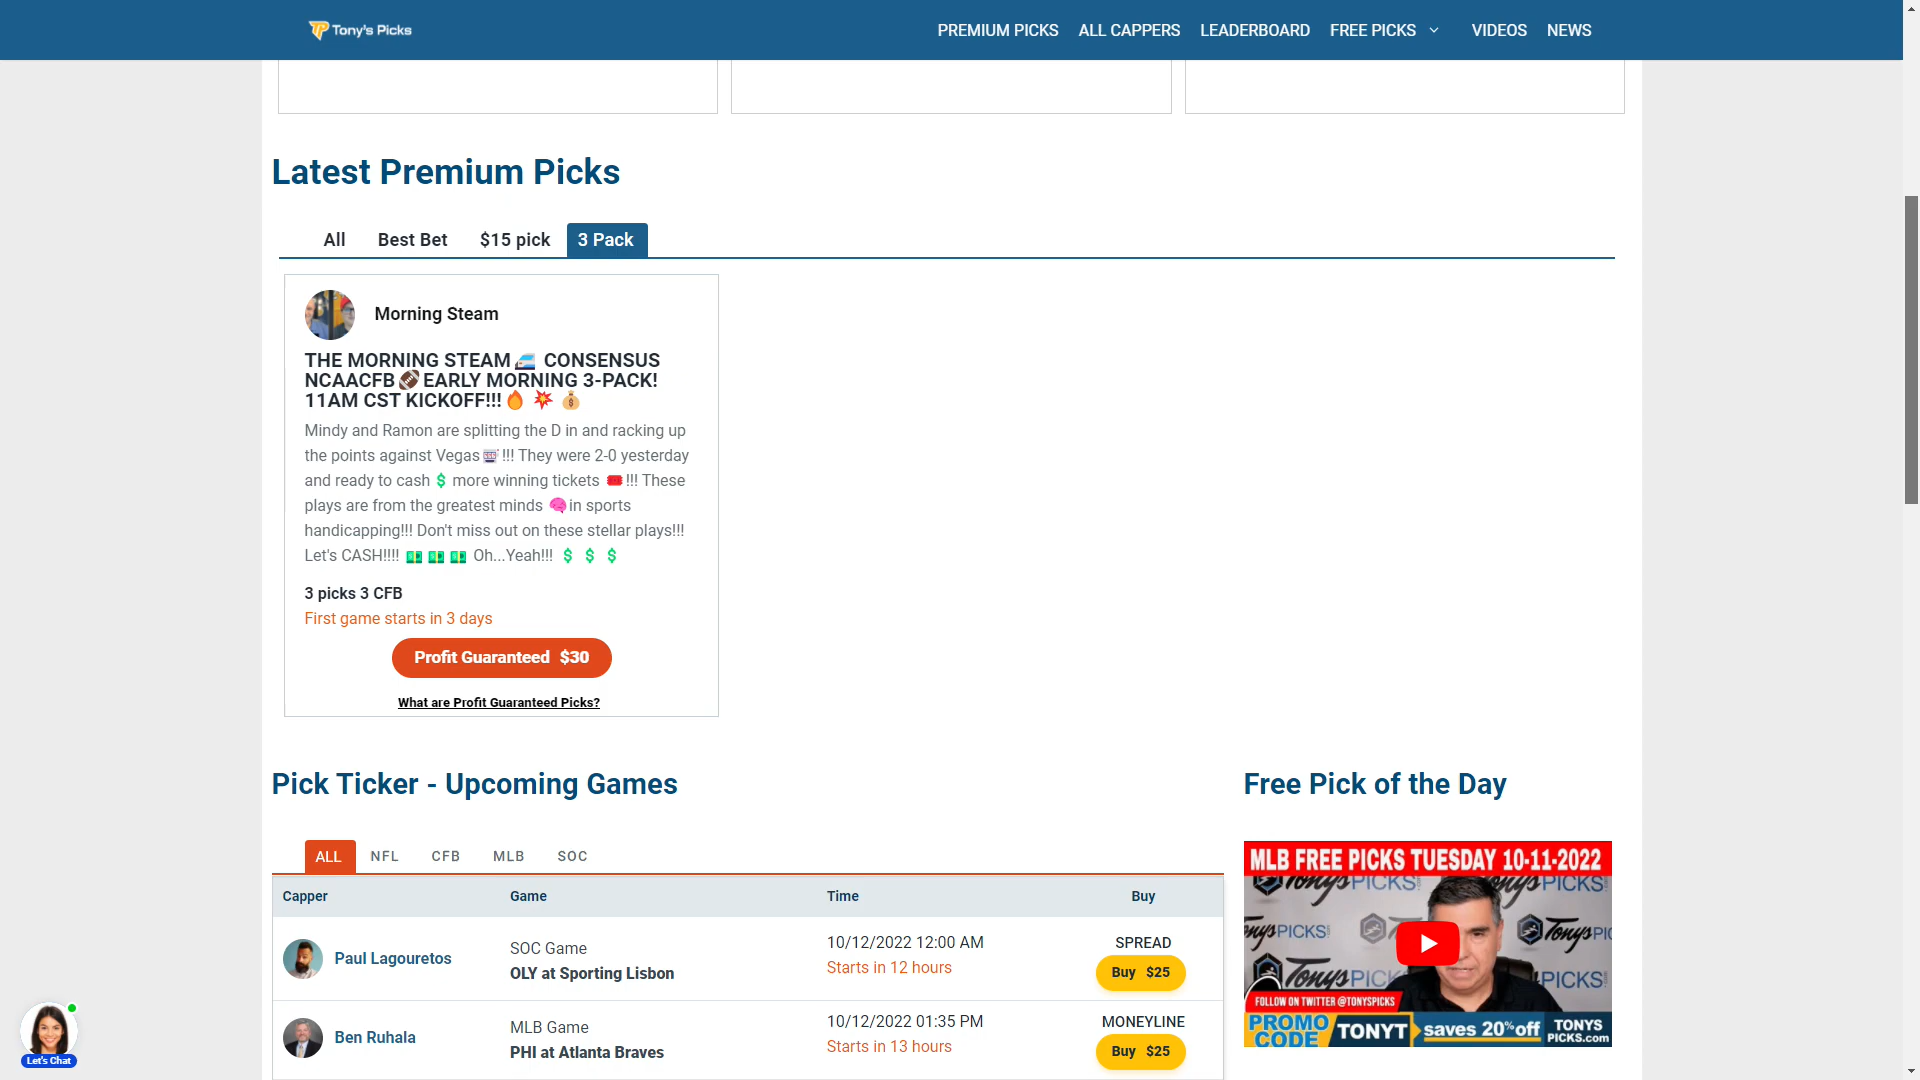 Tony's Picks
PREMIUM PICKS
ALL CAPPERS
LEADERBOARD
FREE PICKS
VIDEOS
NEWS
Latest Premium Picks
All
Best Bet
$15 pick
3 Pack
Morning Steam
THE MORNING STEAM🚅 CONSENSUS
NCAACFB🏈EARLY MORNING 3-PACK!
11AM CST KICKOFF!!!🔥 💥 💰
Mindy and Ramon are splitting the D in and racking up
the points against Vegas🎰!!! They were 2-0 yesterday
and ready to cash💲more winning tickets 🎟!!! These
plays are from the greatest minds 🧠in sports
handicapping!!! Don't miss out on these stellar plays!!!
Let's CASH!!!! 💵 💵 💵 Oh...Yeah!!! 💲 💲 💲
3 picks 3 CFB
First game starts in 3 days
Profit Guaranteed $30
What are Profit Guaranteed Picks?
Pick Ticker - Upcoming Games
ALL
NFL
CFB
MLB
SOC
Capper
Game
Time
Buy
Paul Lagouretos
SOC Game
OLY at Sporting Lisbon
10/12/2022 12:00 AM
Starts in 12 hours
SPREAD
Buy $25
Ben Ruhala
MLB Game
PHI at Atlanta Braves
10/12/2022 01:35 PM
Starts in 13 hours
MONEYLINE
Buy $25
Free Pick of the Day
MLB FREE PICKS TUESDAY 10-11-2022
FOLLOW ON TWITTER @TONYSPICKS
PROMO
CODE
TONYT
saves 20% off
TONYS
PICKS.com
Let's Chat